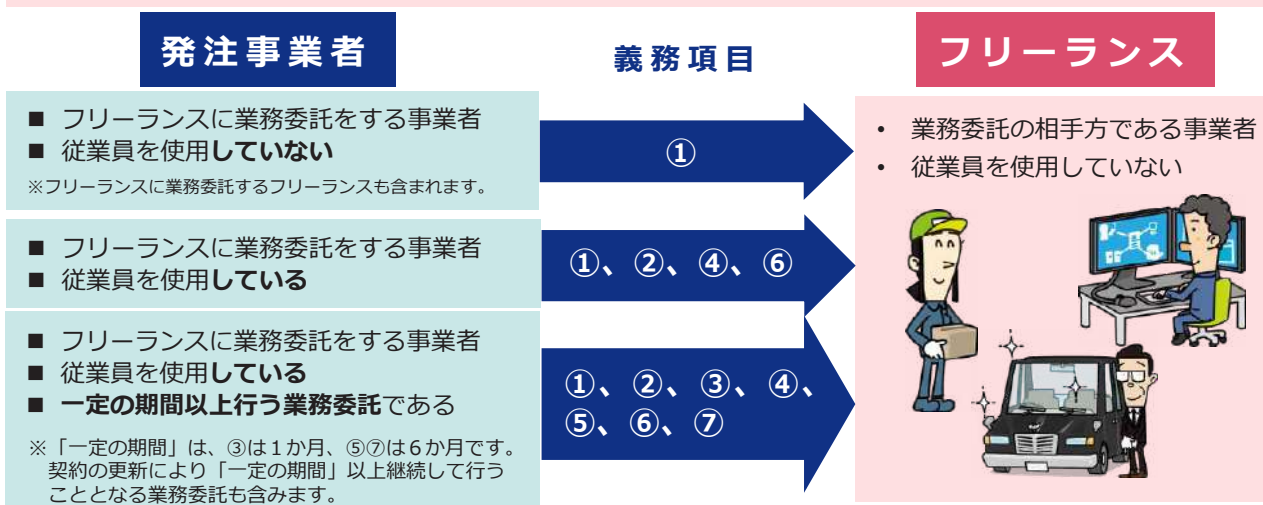 発注事業者
義務項目
フリーランス
■ フリーランスに業務委託をする事業者
■ 従業員を使用していない
※フリーランスに業務委託するフリーランスも含まれます。
①
• 業務委託の相手方である事業者
• 従業員を使用していない
■ フリーランスに業務委託をする事業者
■ 従業員を使用している
①、②、④、⑥
■ フリーランスに業務委託をする事業者
■ 従業員を使用している
■ 一定の期間以上行う業務委託である
※「一定の期間」は、③は１か月、⑤⑦は６か月です。
契約の更新により「一定の期間」以上継続して行う
こととなる業務委託も含みます。
①、②、③、④、
⑤、⑥、⑦